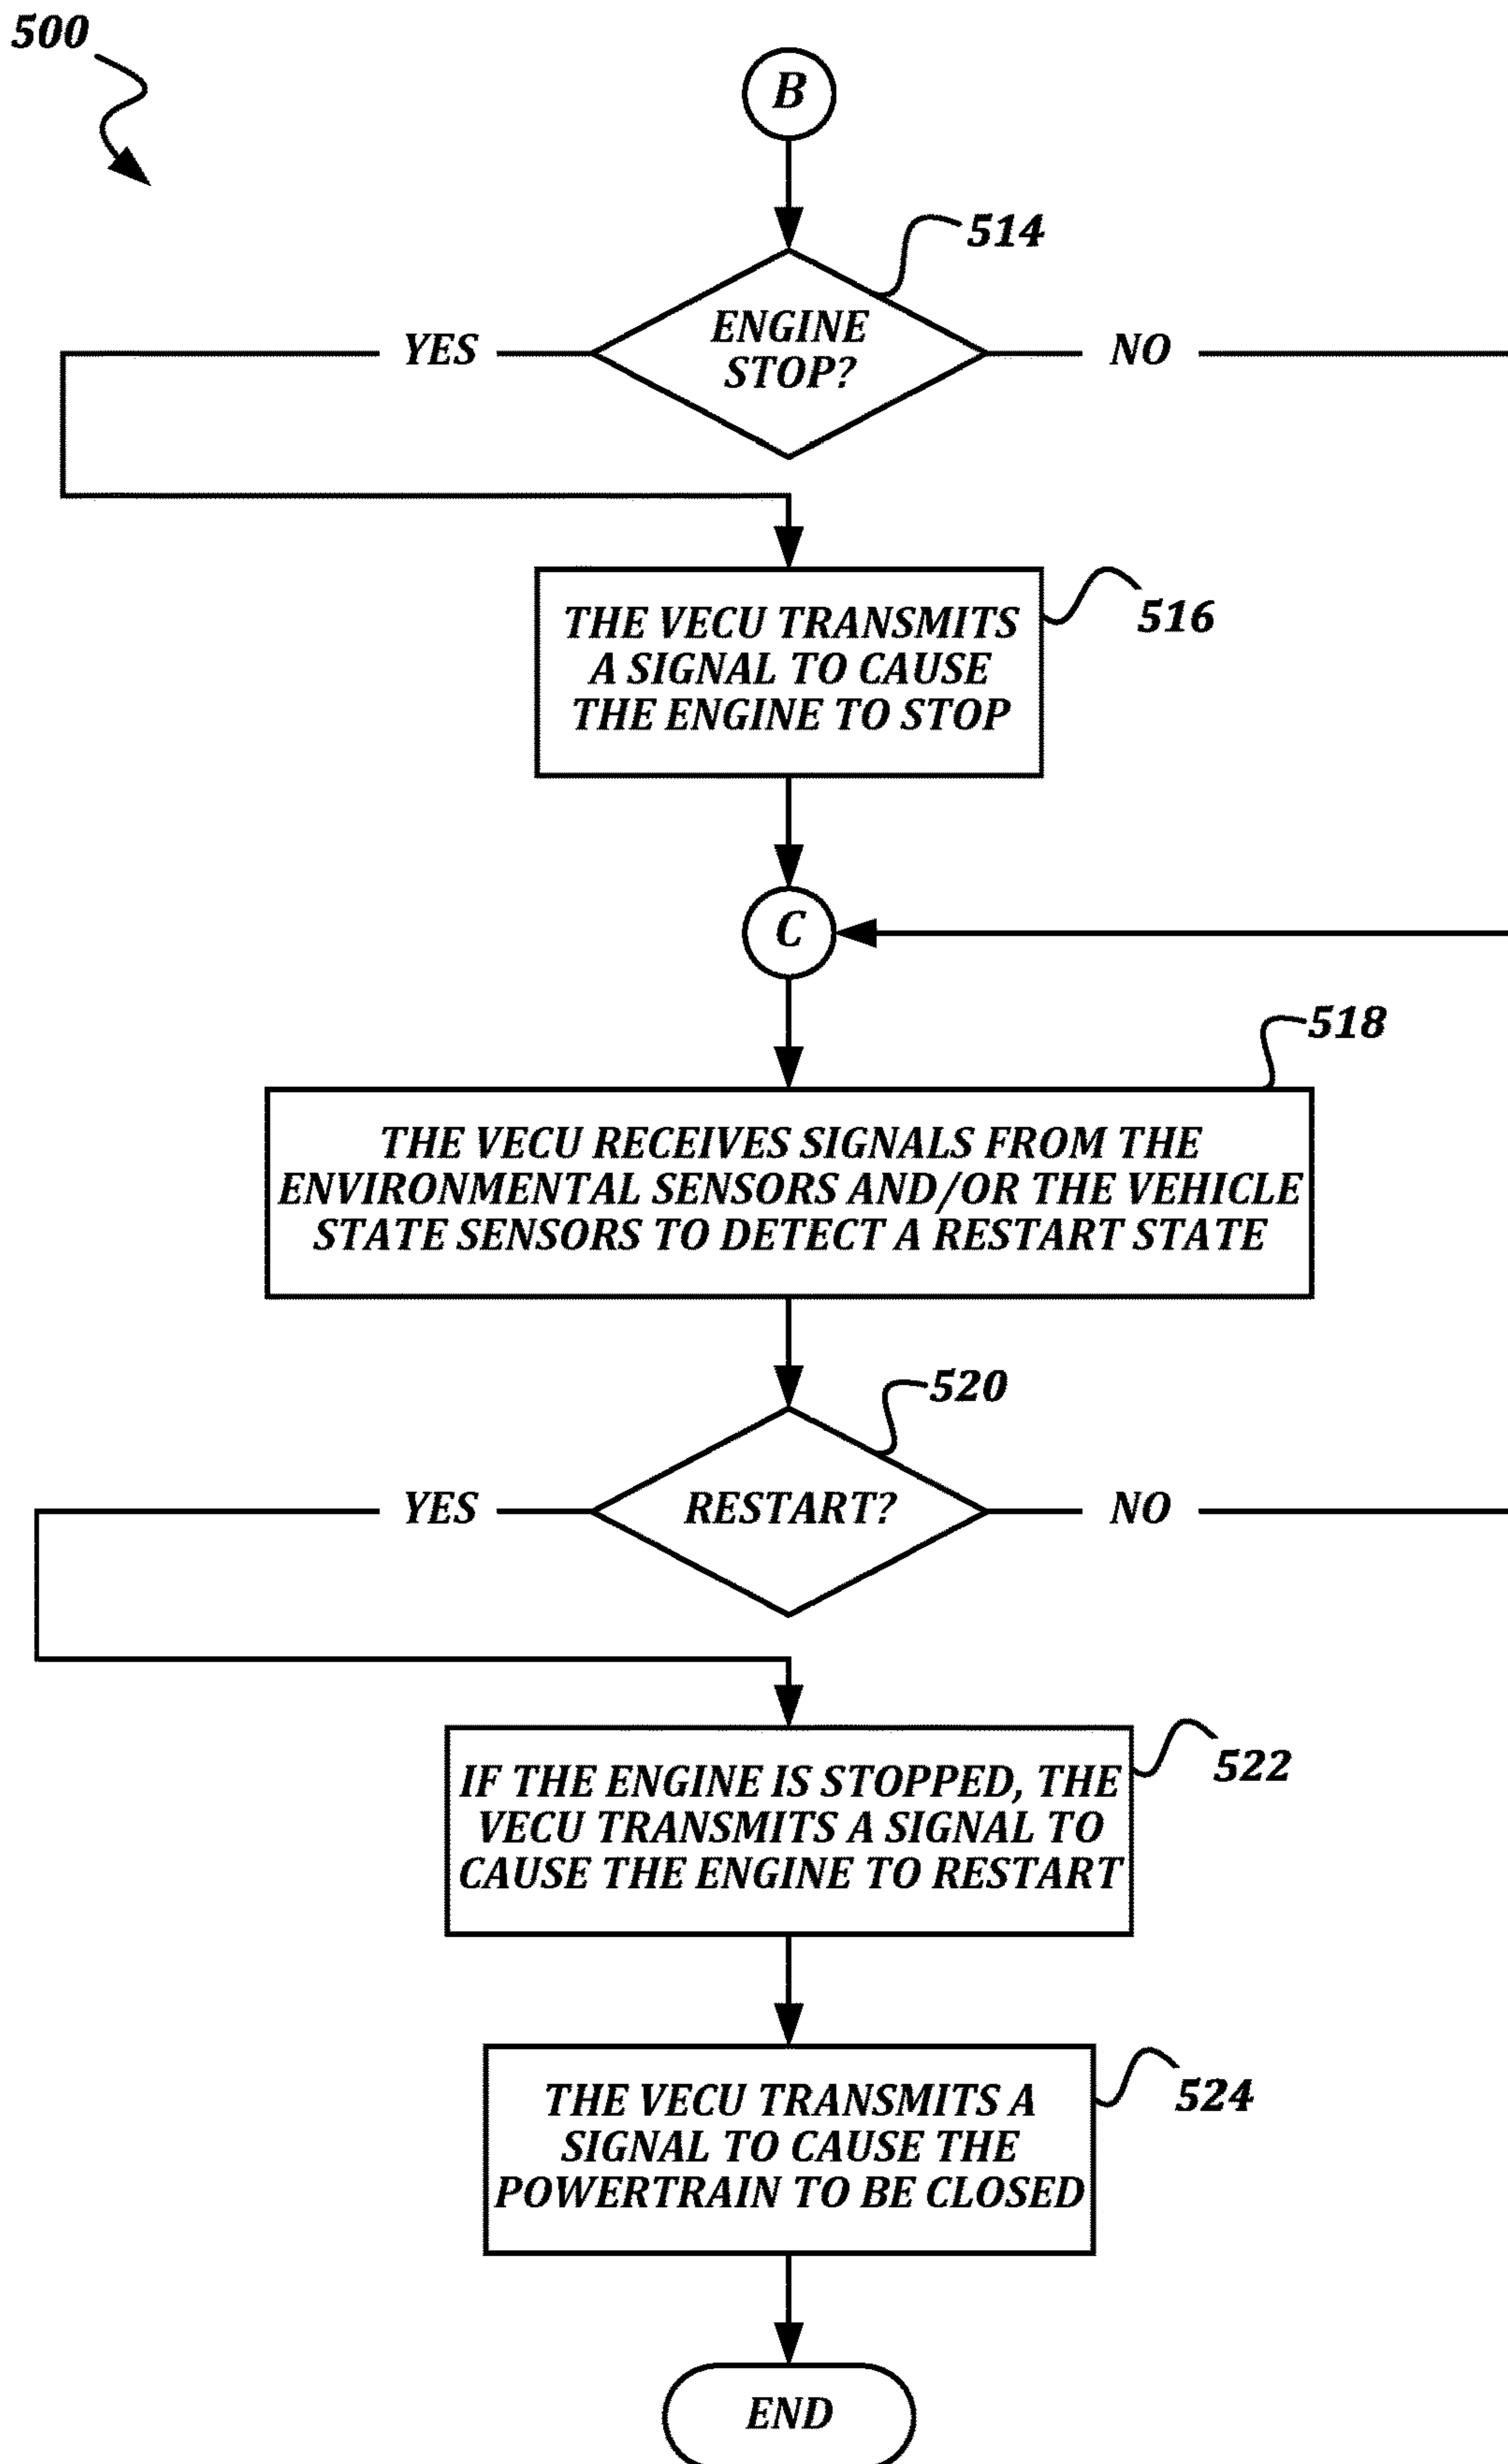 500
B
514
ENGINE
STOP?
YES
NO
THE VECU TRANSMITS
A SIGNAL TO CAUSE
THE ENGINE TO STOP
516
C
518
THE VECU RECEIVES SIGNALS FROM THE
ENVIRONMENTAL SENSORS AND/OR THE VEHICLE
STATE SENSORS TO DETECT A RESTART STATE
520
YES
RESTART?
NO
IF THE ENGINE IS STOPPED, THE
VECU TRANSMITS A SIGNAL TO
CAUSE THE ENGINE TO RESTART
522
THE VECU TRANSMITS A
SIGNAL TO CAUSE THE
POWERTRAIN TO BE CLOSED
524
END